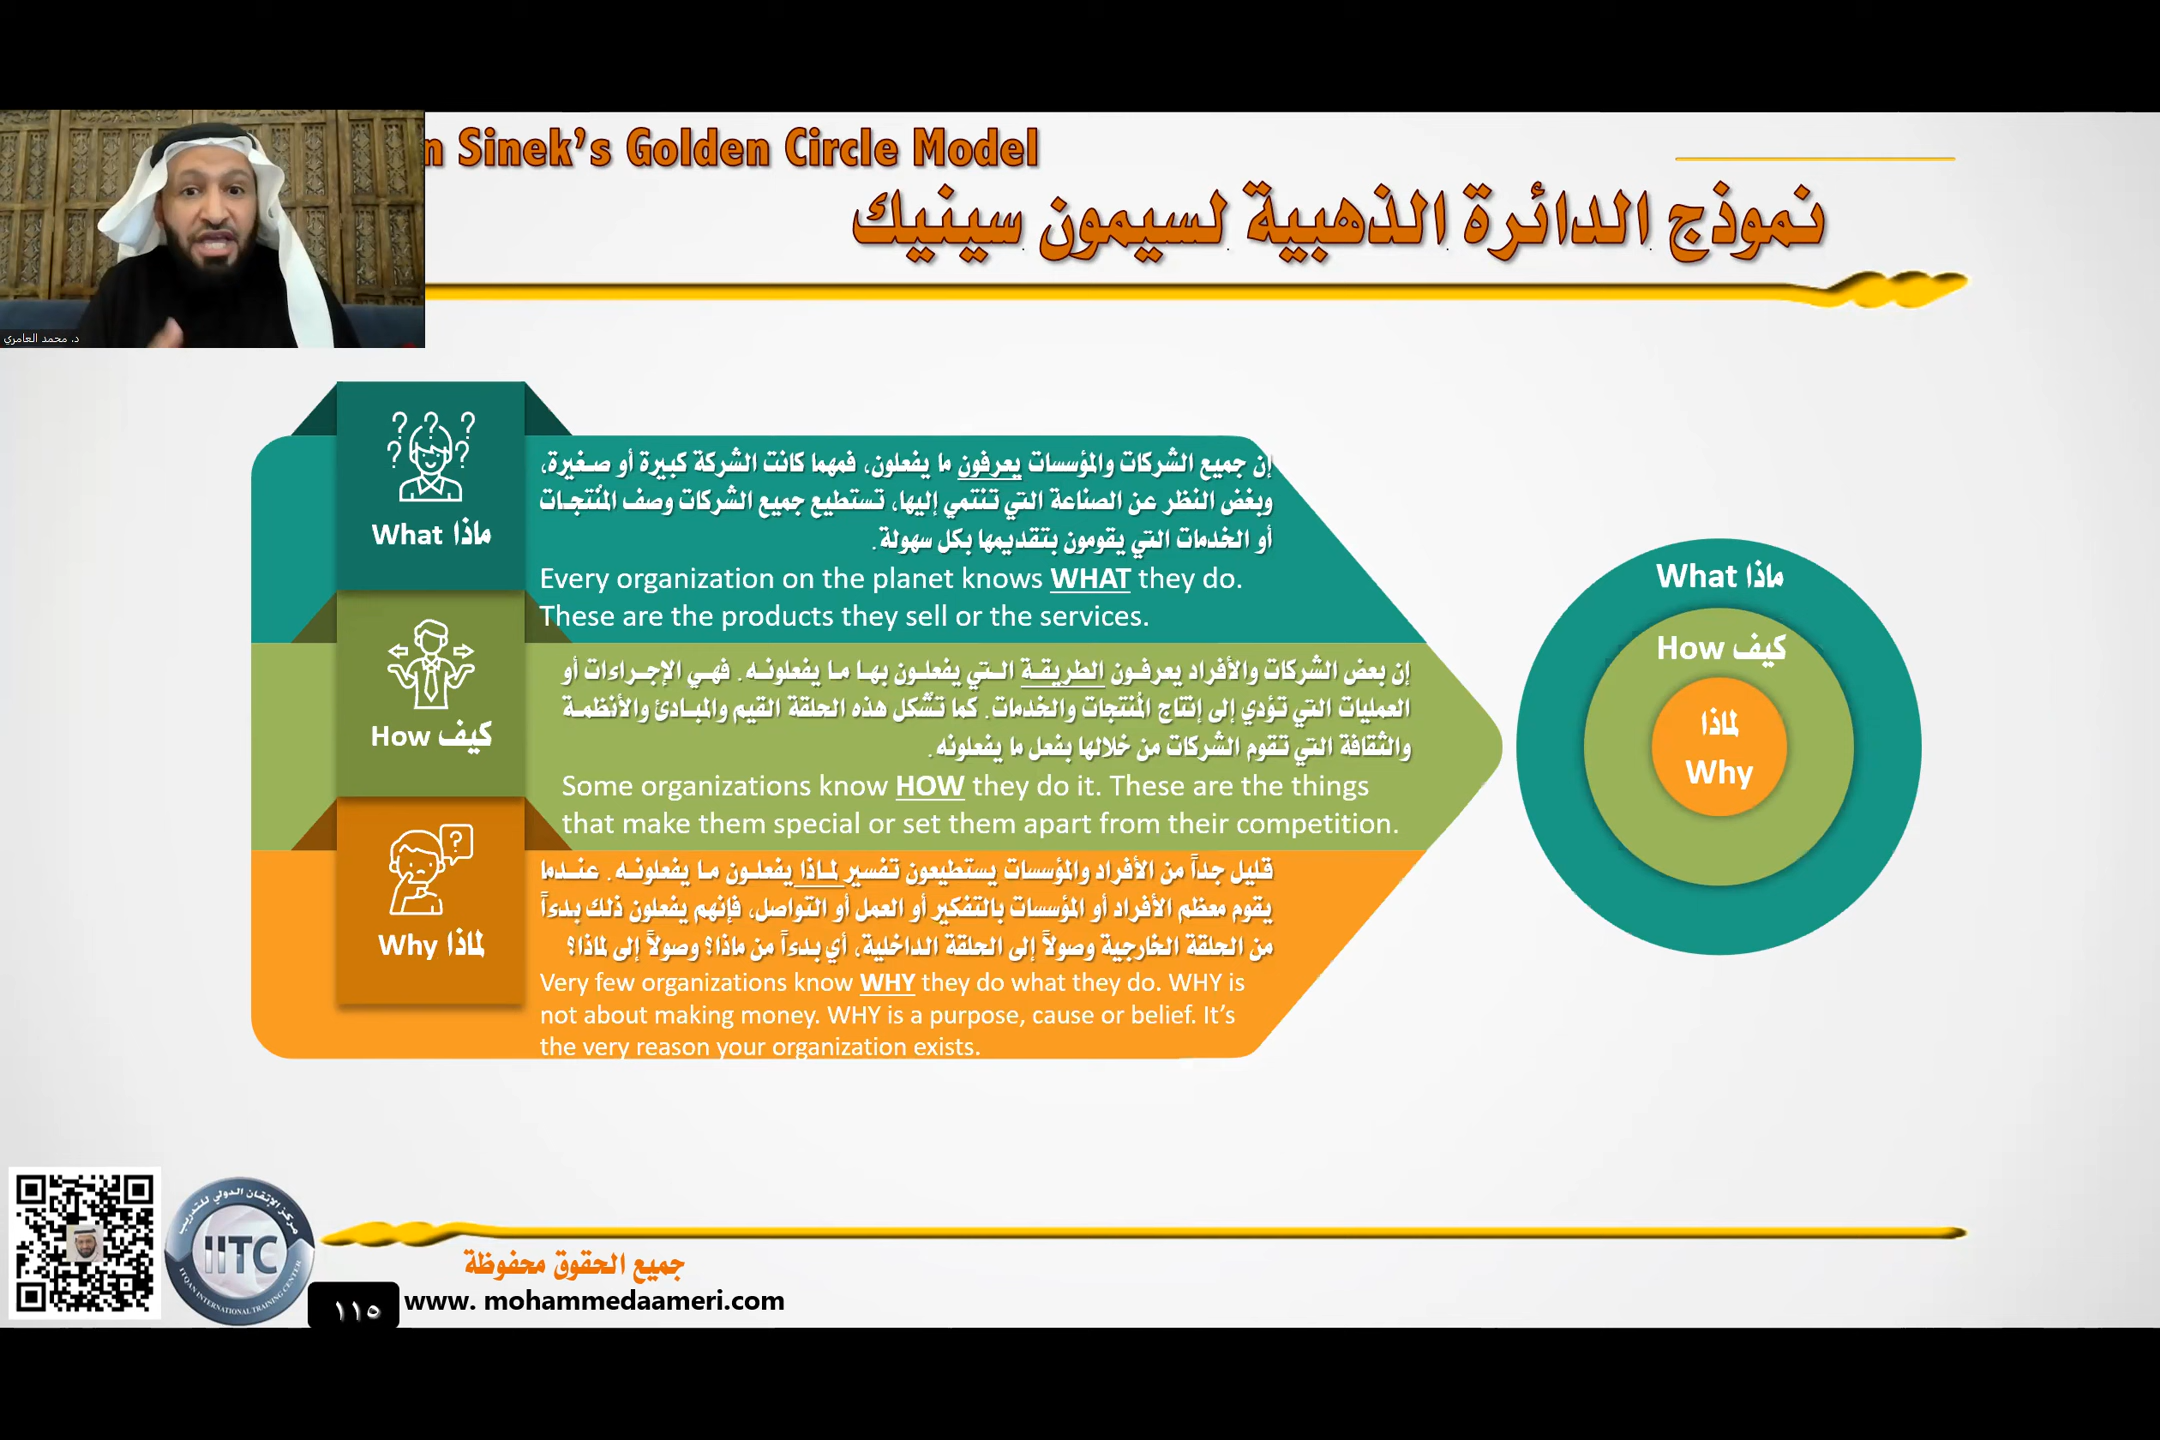 n Sinek’s Golden Circle Model
نموذج الدائرة الذهبية لسيمون سينيك
د. محمد العامري
What ماذا
إن جميع الشركات والمؤسسات يعرفون ما يفعلون، فمهما كانت الشركة كبيرة أو صغيرة،
وبغض النظر عن الصناعة التي تنتمي إليها، تستطيع جميع الشركات وصف المُنتجات
أو الخدمات التي يقومون بتقديمها بكل سهولة.
Every organization on the planet knows WHAT they do.
These are the products they sell or the services.
How كيف
إن بعض الشركات والأفراد يعرفون الطريقة التي يفعلون بها ما يفعلونه. فهي الإجراءات أو
العمليات التي تؤدي إلى إنتاج المُنتجات والخدمات. كما تُشكل هذه الحلقة القيم والمبادئ والأنظمة
والثقافة التي تقوم الشركات من خلالها بفعل ما يفعلونه.
Some organizations know HOW they do it. These are the things
that make them special or set them apart from their competition.
Why لماذا
قليل جداً من الأفراد والمؤسسات يستطيعون تفسير لماذا يفعلون ما يفعلونه. عندما
يقوم معظم الأفراد أو المؤسسات بالتفكير أو العمل أو التواصل، فإنهم يفعلون ذلك بدءاً
من الحلقة الخارجية وصولاً إلى الحلقة الداخلية، أي بدءاً من ماذا؟ وصولاً إلى لماذا؟
Very few organizations know WHY they do what they do. WHY is
not about making money. WHY is a purpose, cause or belief. It’s
the very reason your organization exists.
What ماذا
How كيف
لماذا
Why
مركز الإتقان الدولي للتدريب
IITC
ITQAN INTERNATIONAL TRAINING CENTER
جميع الحقوق محفوظة
١١٥
www. mohammedaameri.com